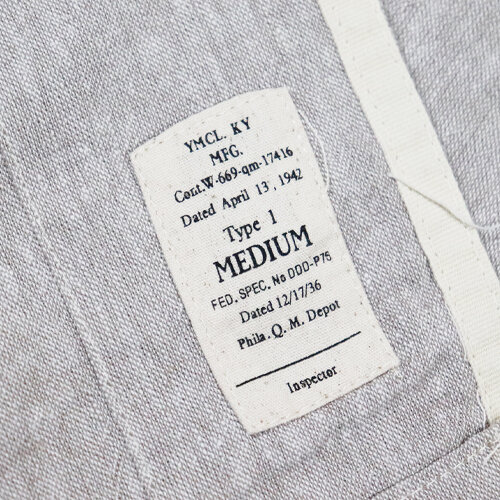 YMCL. KY
MFG.
Cont.W-669-qm-17416
Dated April 13, 1942
Type 1
MEDIUM
FED. SPEC. No DDD-P75
Dated 12/17/36
Phila. Q. M. Depot
Inspector